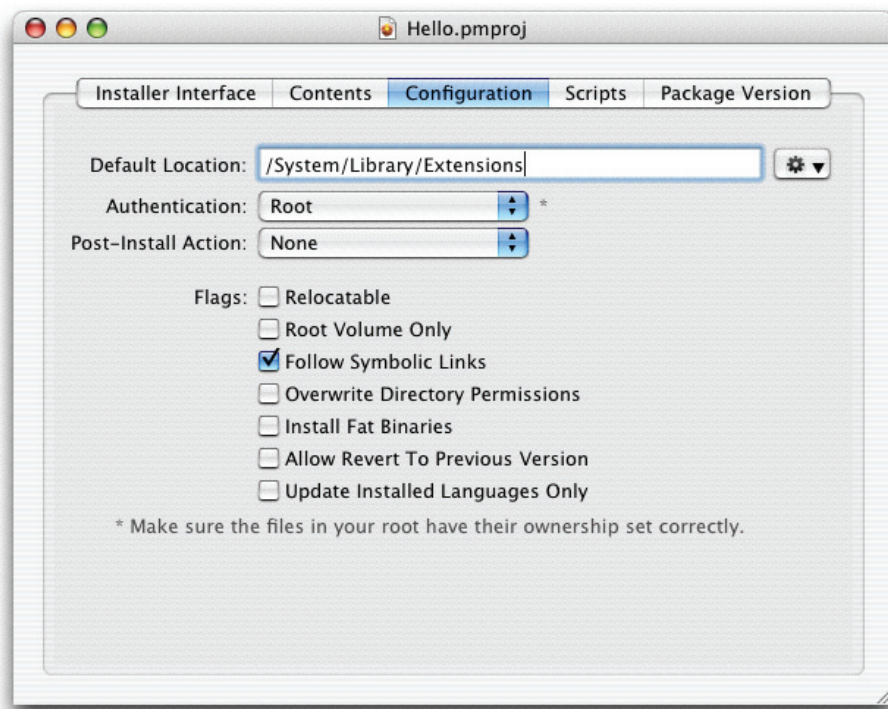 Hello.pmproj
Installer Interface Contents Configuration Scripts Package Version
Default Location: /System/Library/Extensions
Authentication: Root *
Post-Install Action: None
Flags: Relocatable
Root Volume Only
Follow Symbolic Links
Overwrite Directory Permissions
Install Fat Binaries
Allow Revert To Previous Version
Update Installed Languages Only
* Make sure the files in your root have their ownership set correctly.